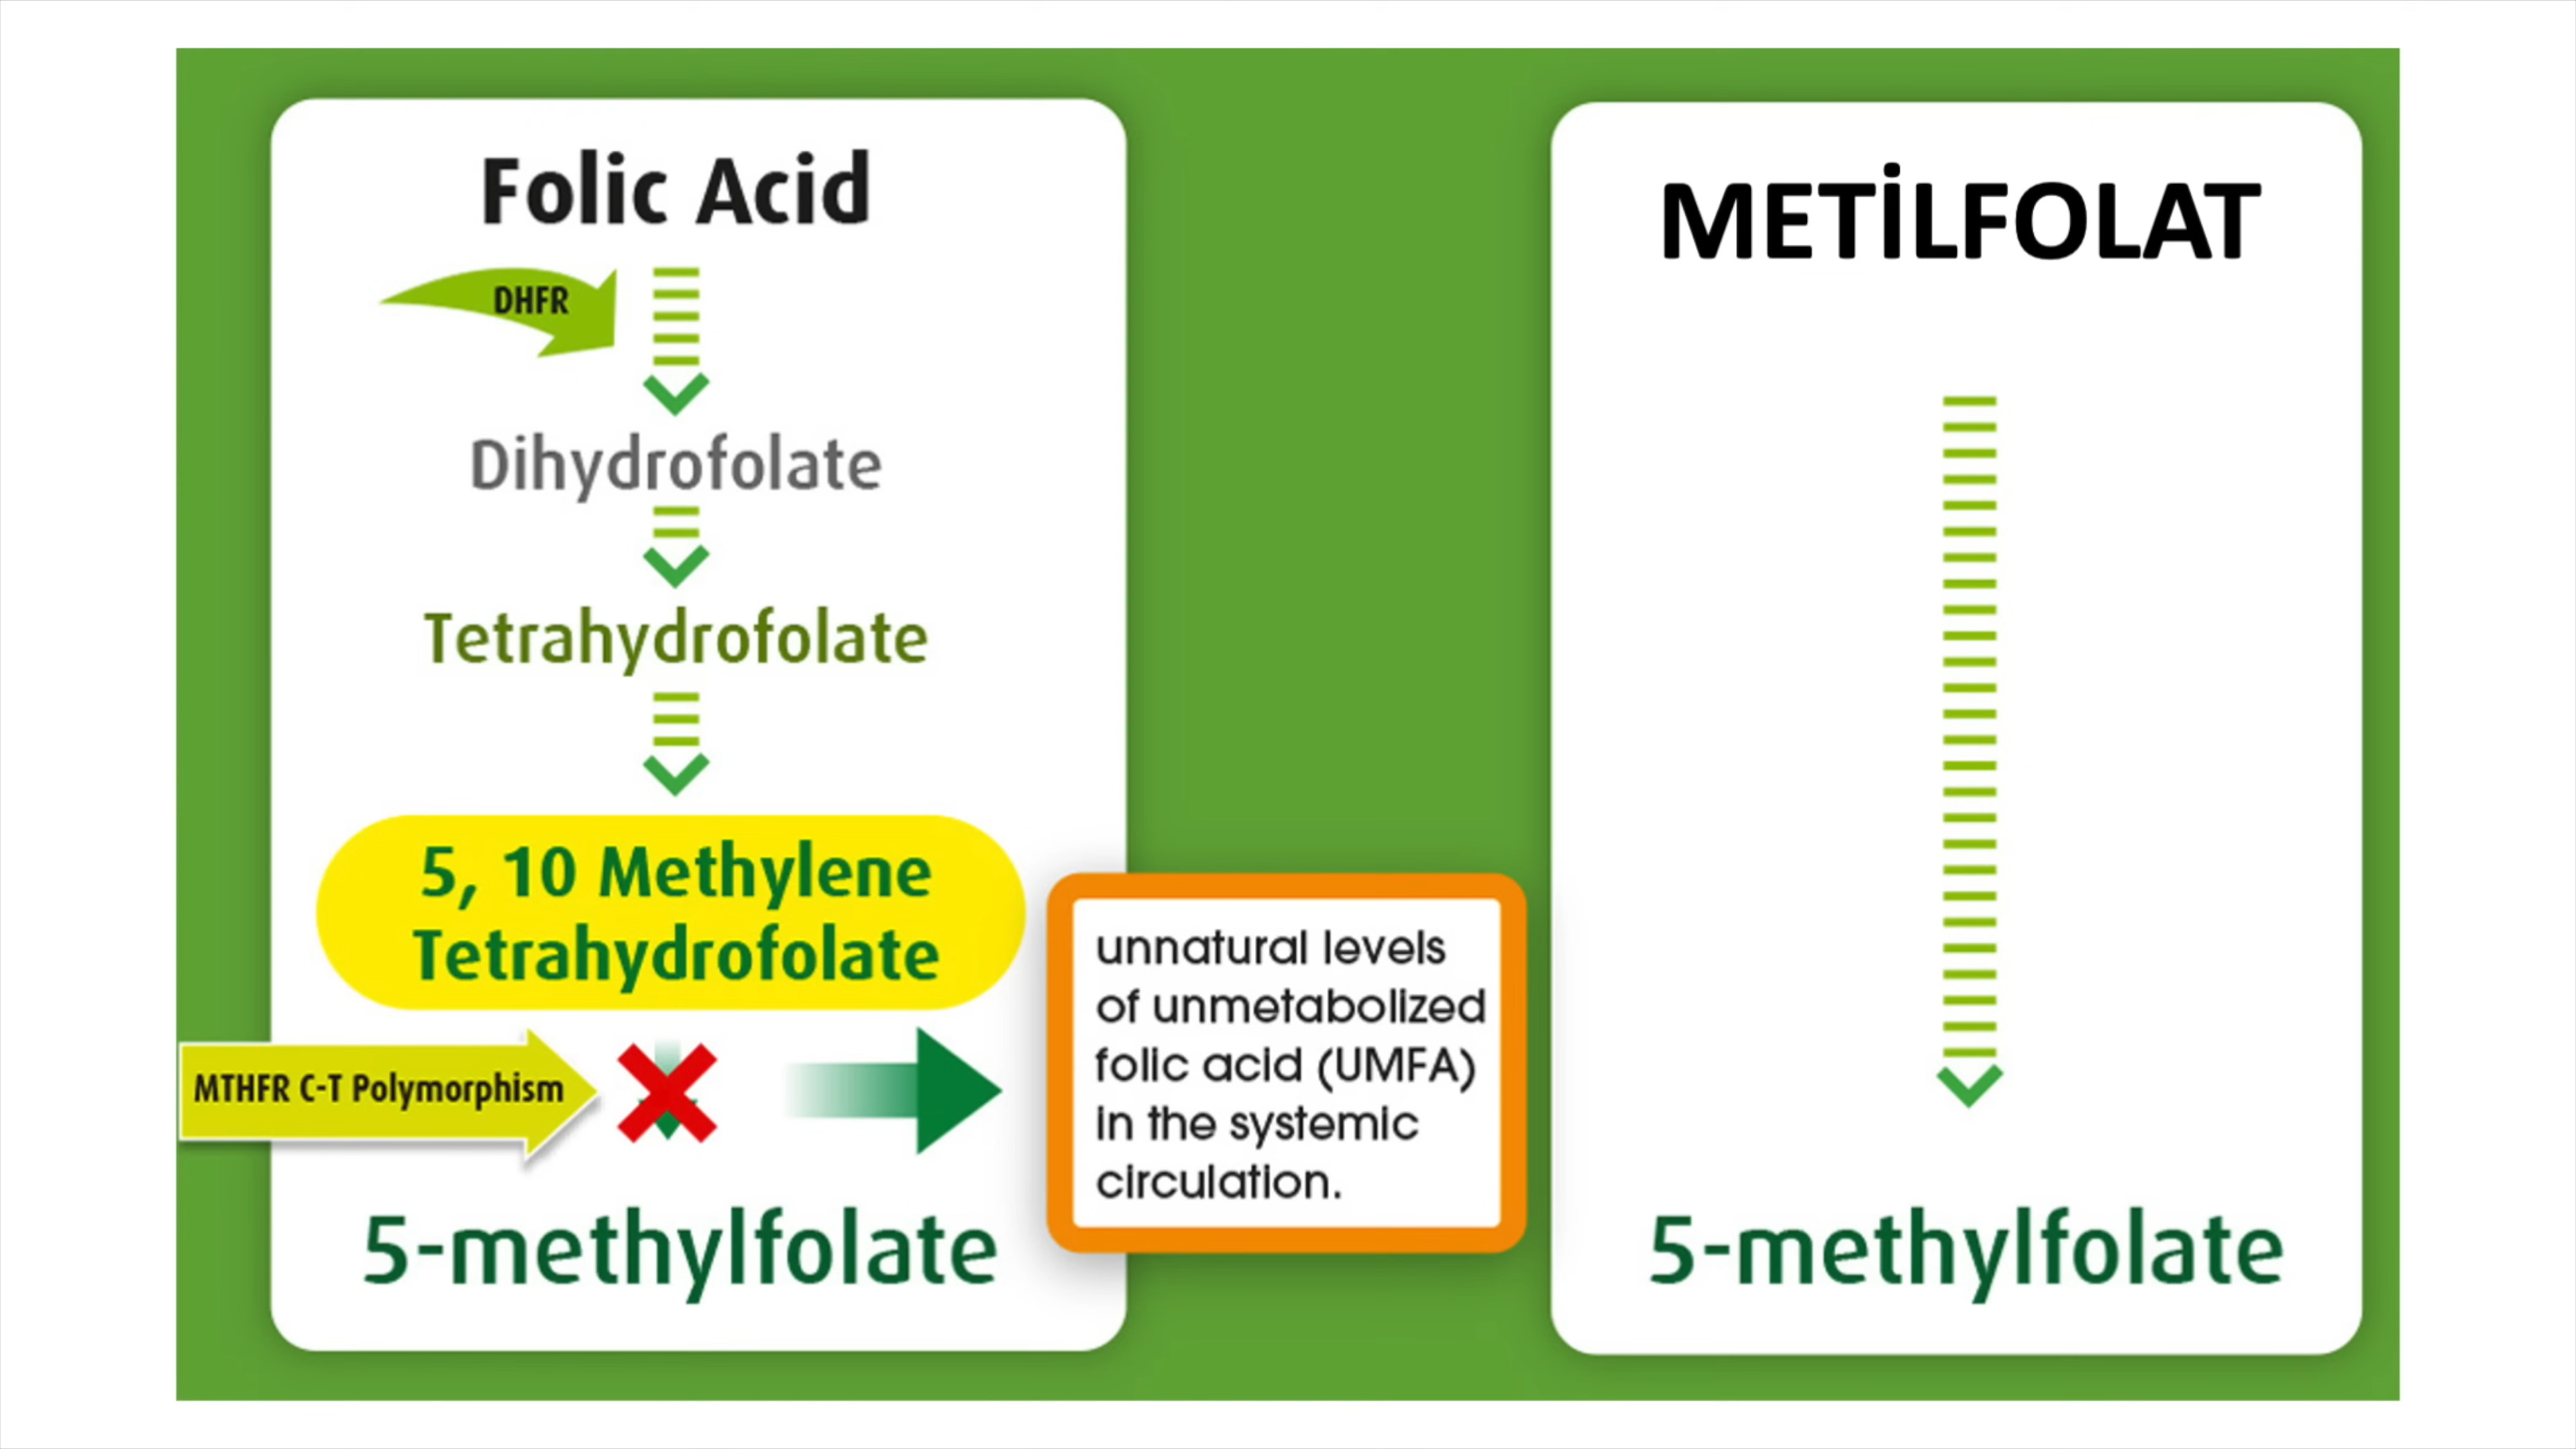 Folic Acid
DHFR
Dihydrofolate
Tetrahydrofolate
5, 10 Methylene
Tetrahydrofolate
MTHFR C-T Polymorphism
5-methylfolate
unnatural levels
of unmetabolized
folic acid (UMFA)
in the systemic
circulation.
METİLFOLAT
5-methylfolate